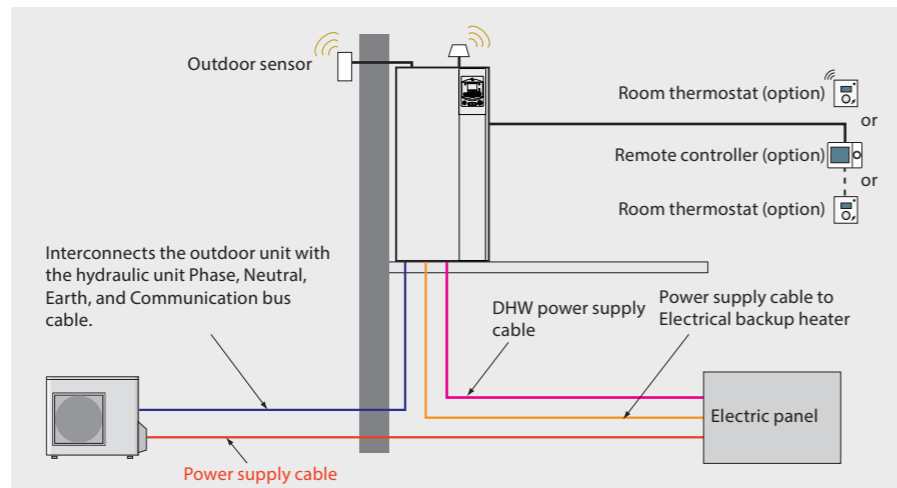 Outdoor sensor
Room thermostat (option)
or
Remote controller (option)
or
Room thermostat (option)
Interconnects the outdoor unit with
the hydraulic unit Phase, Neutral,
Earth, and Communication bus
cable.
DHW power supply
cable
Power supply cable to
Electrical backup heater
Electric panel
Power supply cable